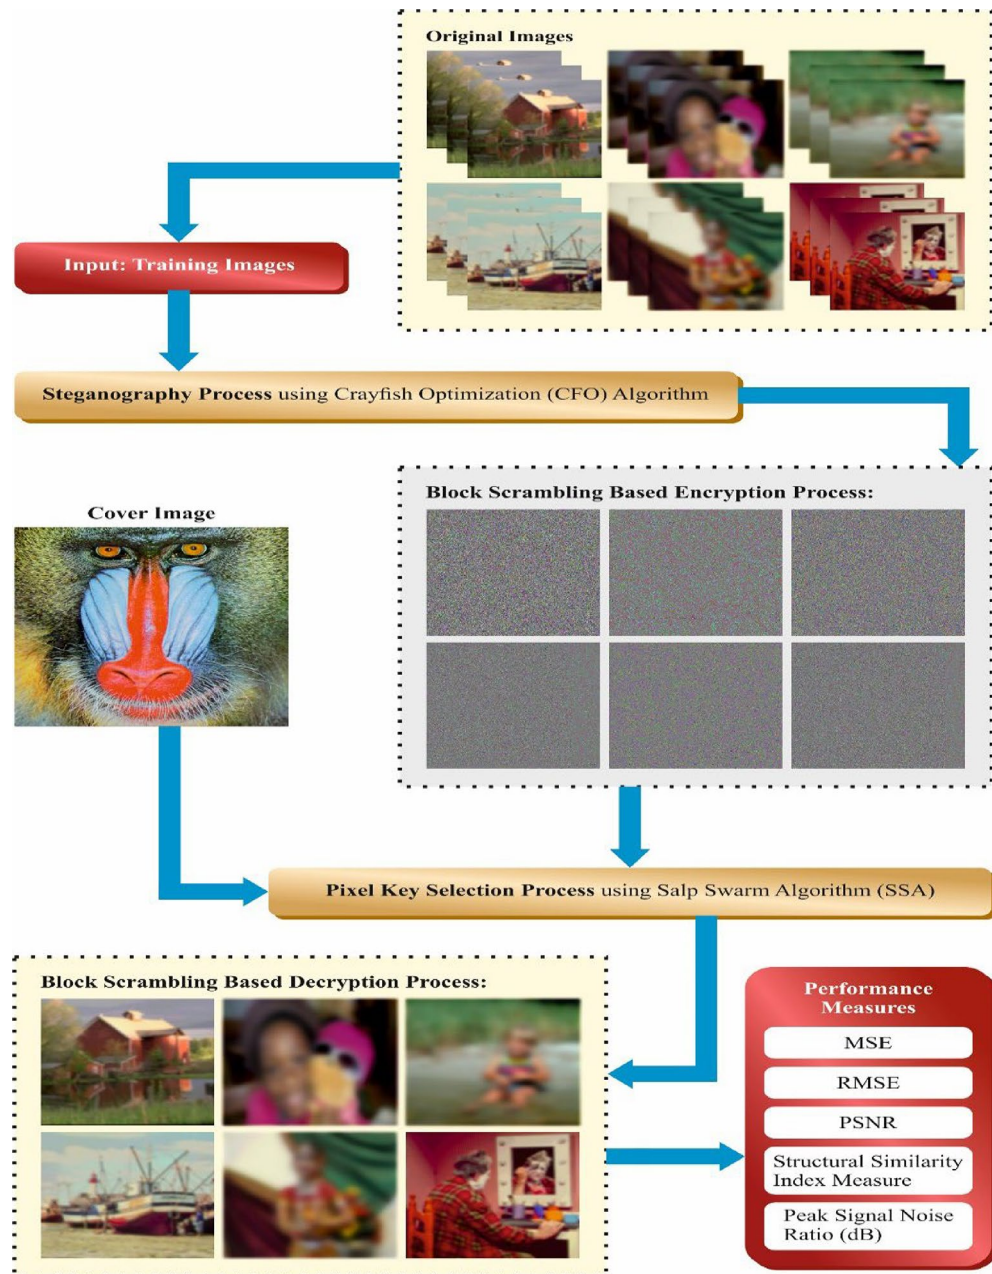 Original Images
Input: Training Images
Steganography Process using Crayfish Optimization (CFO) Algorithm
Block Scrambling Based Encryption Process:
Cover Image
Pixel Key Selection Process using Salp Swarm Algorithm (SSA)
Block Scrambling Based Decryption Process:
Performance
Measures
MSE
RMSE
PSNR
Structural Similarity
Index Measure
Peak Signal Noise
Ratio (dB)